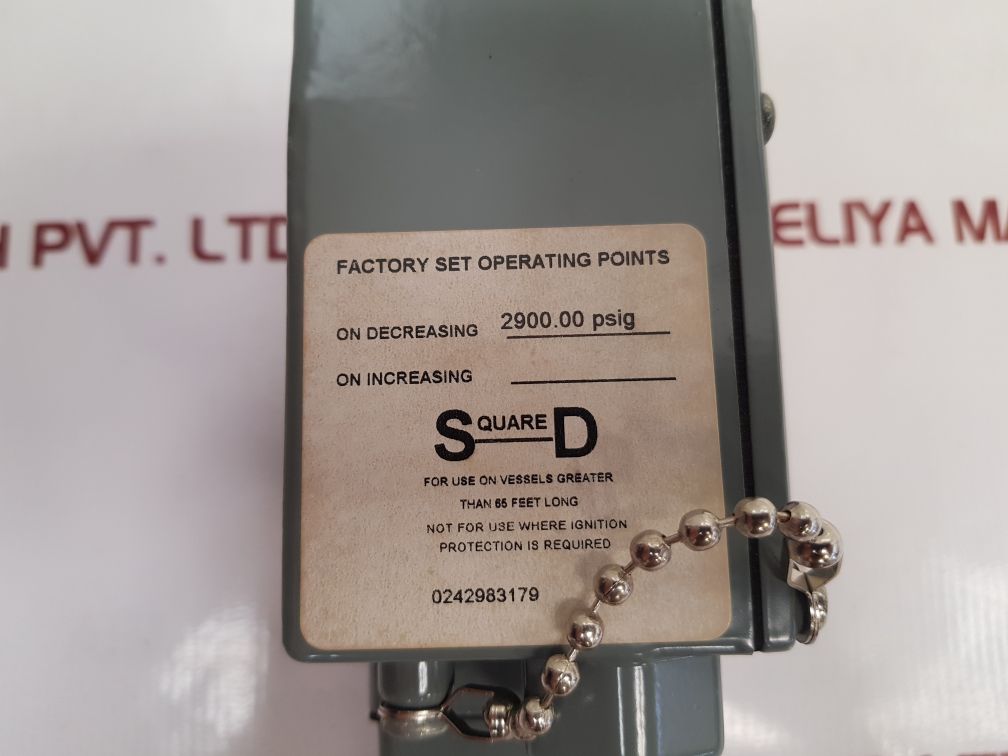 N PVT. LTD
ELIYA MA
FACTORY SET OPERATING POINTS
ON DECREASING 2900.00 psig
ON INCREASING
SQUARE D
FOR USE ON VESSELS GREATER
THAN 65 FEET LONG
NOT FOR USE WHERE IGNITION
PROTECTION IS REQUIRED
0242983179